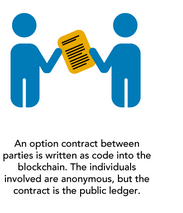 An option contract between
parties is written as code into the
blockchain. The individuals
involved are anonymous, but the
contract is the public ledger.